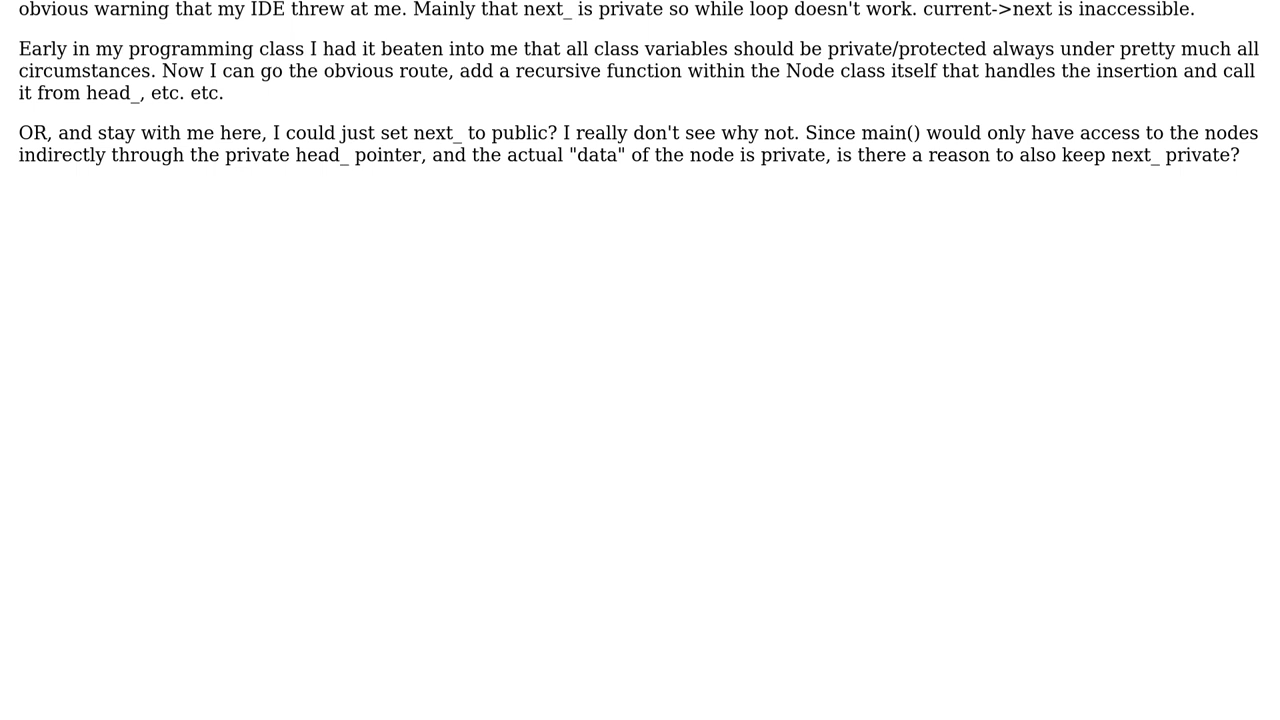 obvious warning that my IDE threw at me. Mainly that next_ is private so while loop doesn't work. current->next is inaccessible.
Early in my programming class I had it beaten into me that all class variables should be private/protected always under pretty much all
circumstances. Now I can go the obvious route, add a recursive function within the Node class itself that handles the insertion and call
it from head_, etc. etc.
OR, and stay with me here, I could just set next_ to public? I really don't see why not. Since main() would only have access to the nodes
indirectly through the private head_ pointer, and the actual "data" of the node is private, is there a reason to also keep next_ private?